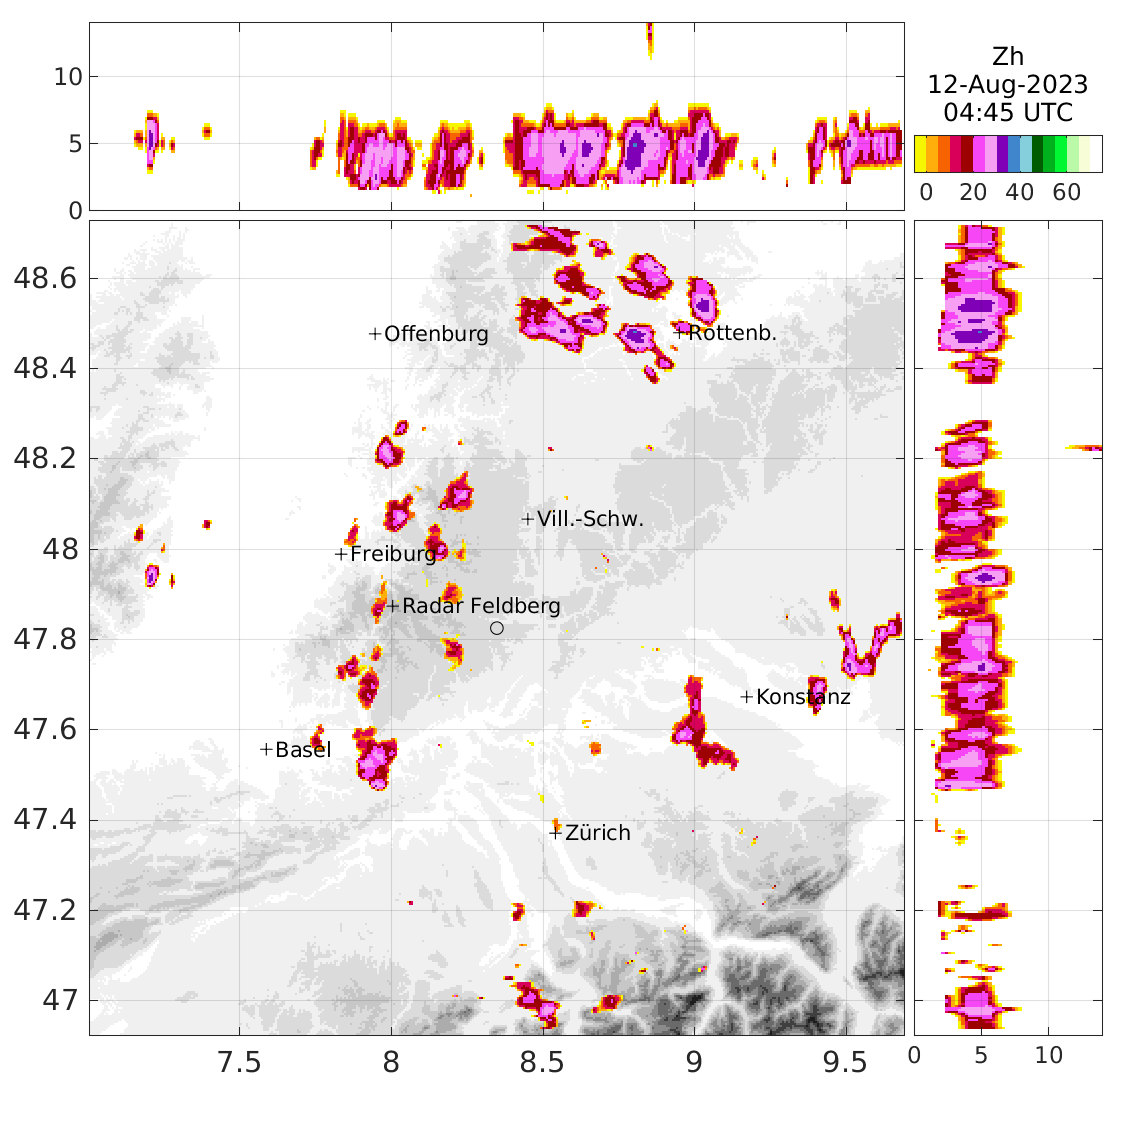 10
5
0
Zh
12-Aug-2023
04:45 UTC
0 20 40 60
48.6
48.4
48.2
48
47.8
47.6
47.4
47.2
47
+Offenburg
+Rottenb.
+Vill.-Schw.
+Freiburg
+Radar Feldberg
+Konstanz
+Basel
+Zürich
7.5 8 8.5 9 9.5
0 5 10